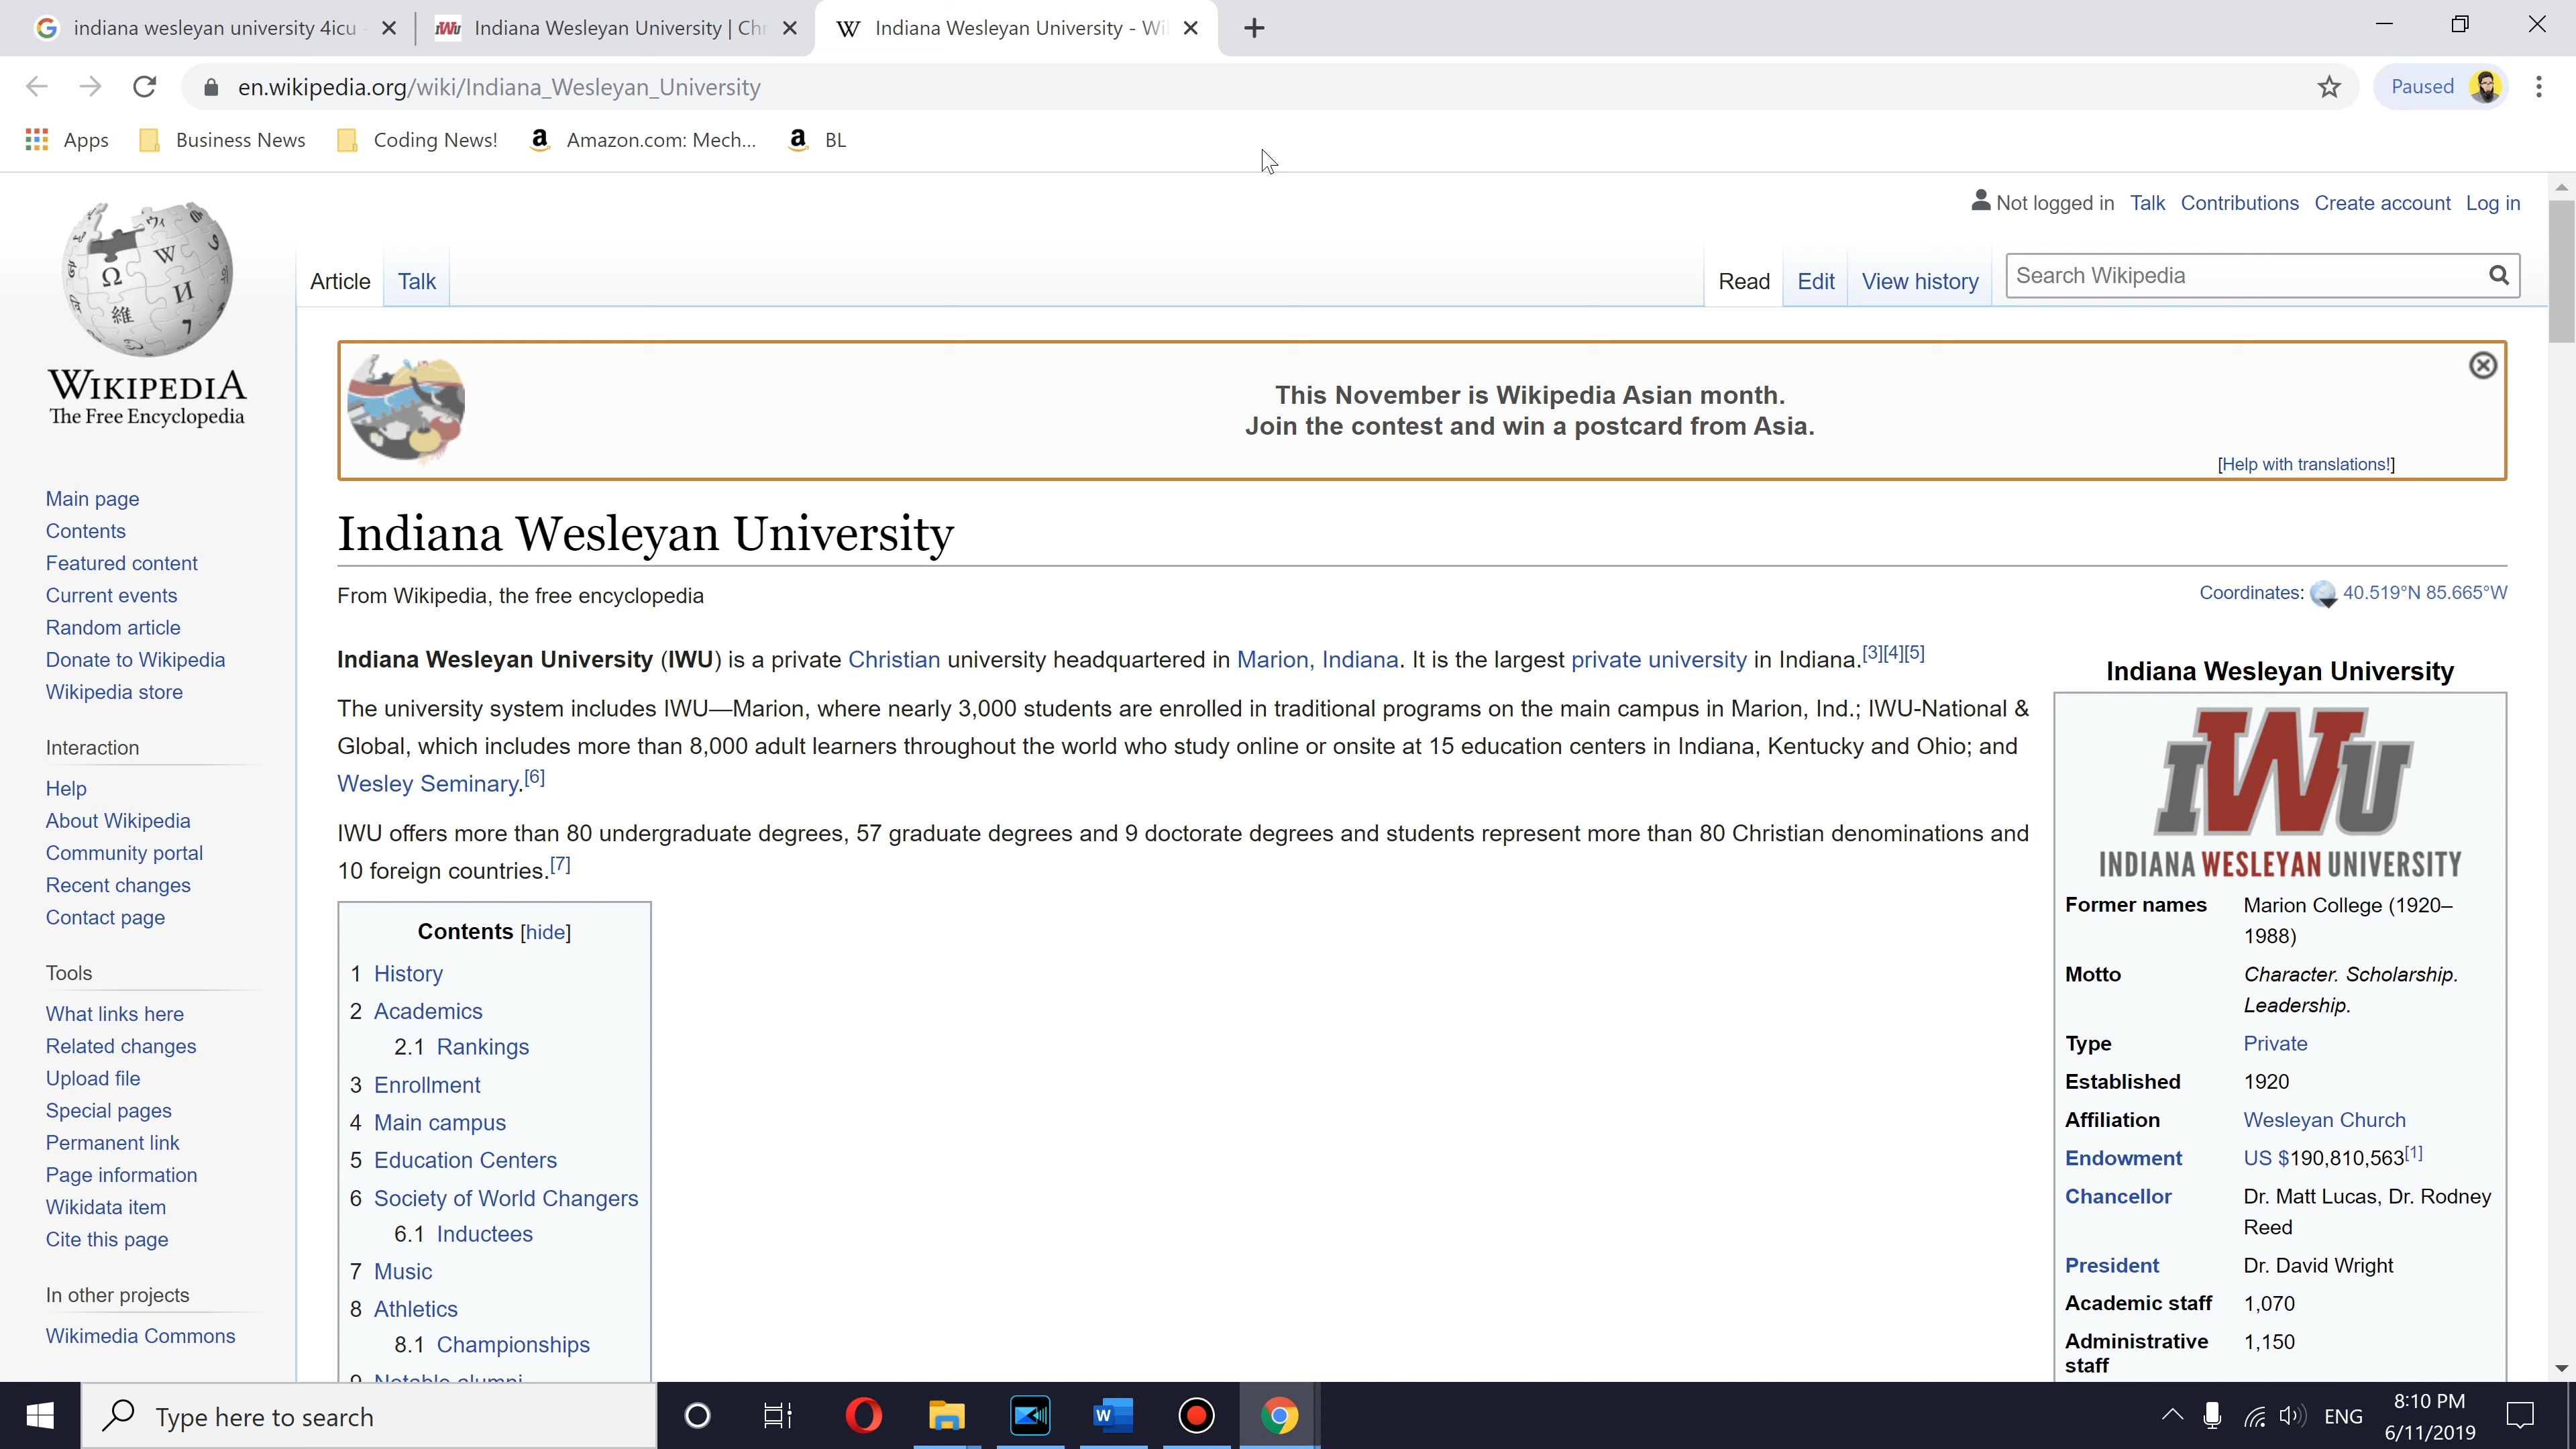 indiana wesleyan university 4icu
Indiana Wesleyan University | Chr
Indiana Wesleyan University - Wi
en.wikipedia.org/wiki/Indiana_Wesleyan_University
Paused
Apps
Business News
Coding News!
Amazon.com: Mech...
BL
Not logged in Talk Contributions Create account Log in
Article Talk
Read Edit View history
Search Wikipedia
WIKIPEDIA
The Free Encyclopedia
Main page
Contents
Featured content
Current events
Random article
Donate to Wikipedia
Wikipedia store
Interaction
Help
About Wikipedia
Community portal
Recent changes
Contact page
Tools
What links here
Related changes
Upload file
Special pages
Permanent link
Page information
Wikidata item
Cite this page
In other projects
Wikimedia Commons
This November is Wikipedia Asian month.
Join the contest and win a postcard from Asia.
[Help with translations!]
Indiana Wesleyan University
From Wikipedia, the free encyclopedia
Coordinates: 40.519°N 85.665°W
Indiana Wesleyan University (IWU) is a private Christian university headquartered in Marion, Indiana. It is the largest private university in Indiana.[3][4][5]
The university system includes IWU—Marion, where nearly 3,000 students are enrolled in traditional programs on the main campus in Marion, Ind.; IWU-National &
Global, which includes more than 8,000 adult learners throughout the world who study online or onsite at 15 education centers in Indiana, Kentucky and Ohio; and
Wesley Seminary.[6]
IWU offers more than 80 undergraduate degrees, 57 graduate degrees and 9 doctorate degrees and students represent more than 80 Christian denominations and
10 foreign countries.[7]
Contents [hide]
1 History
2 Academics
2.1 Rankings
3 Enrollment
4 Main campus
5 Education Centers
6 Society of World Changers
6.1 Inductees
7 Music
8 Athletics
8.1 Championships
9 Notable alumni
Indiana Wesleyan University
IWU
INDIANA WESLEYAN UNIVERSITY
Former names Marion College (1920–
1988)
Motto Character. Scholarship.
Leadership.
Type Private
Established 1920
Affiliation Wesleyan Church
Endowment US $190,810,563[1]
Chancellor Dr. Matt Lucas, Dr. Rodney
Reed
President Dr. David Wright
Academic staff 1,070
Administrative 1,150
staff
Type here to search
ENG
8:10 PM
6/11/2019